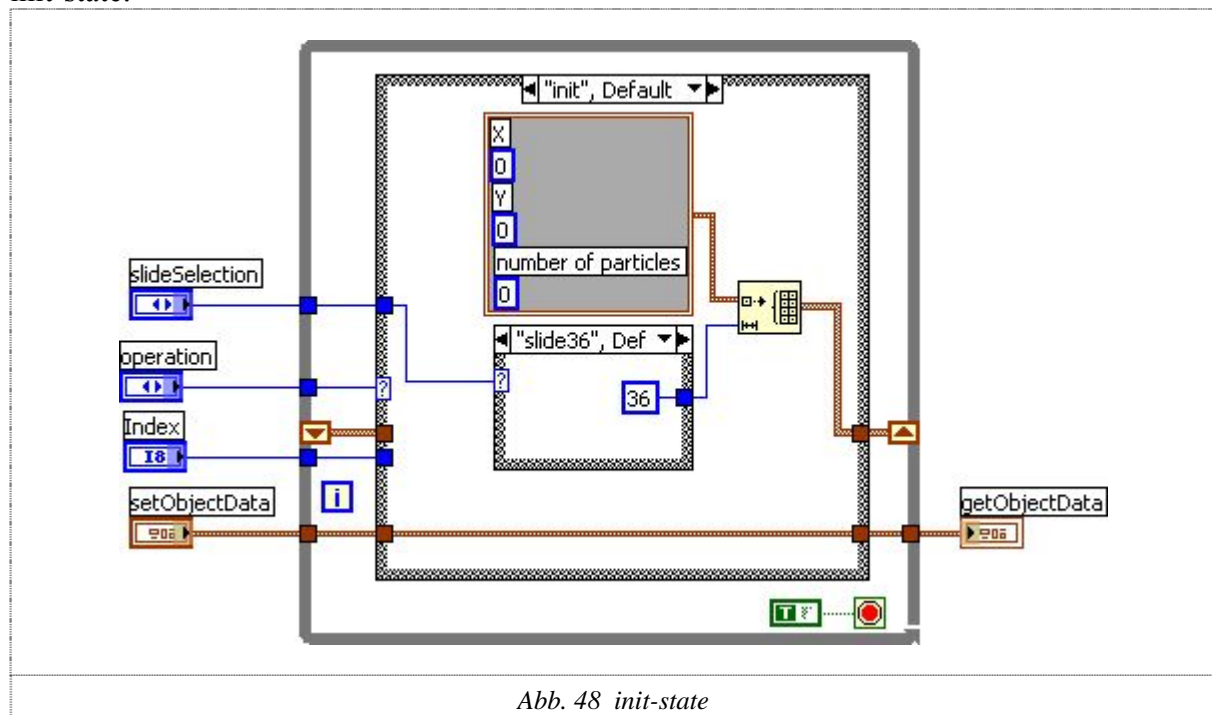 init-state.
"init", Default
X
0
Y
0
number of particles
0
slideSelection
"slide36", Def
operation
?
?
36
Index
I8
i
setObjectData
getObjectData
T F
Abb. 48 init-state